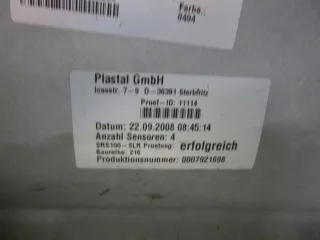 Farbe.:
0494
Plastal GmbH
Icasstr. 7-9 D-36391 Sterbfritz
Pruef-ID: 11114
Datum: 22.09.2008 08:45:14
Anzahl Sensoren: 4
SRS100-SLR Pruefung: erfolgreich
Baureihe: 216
Produktionsnummer: 0007921698